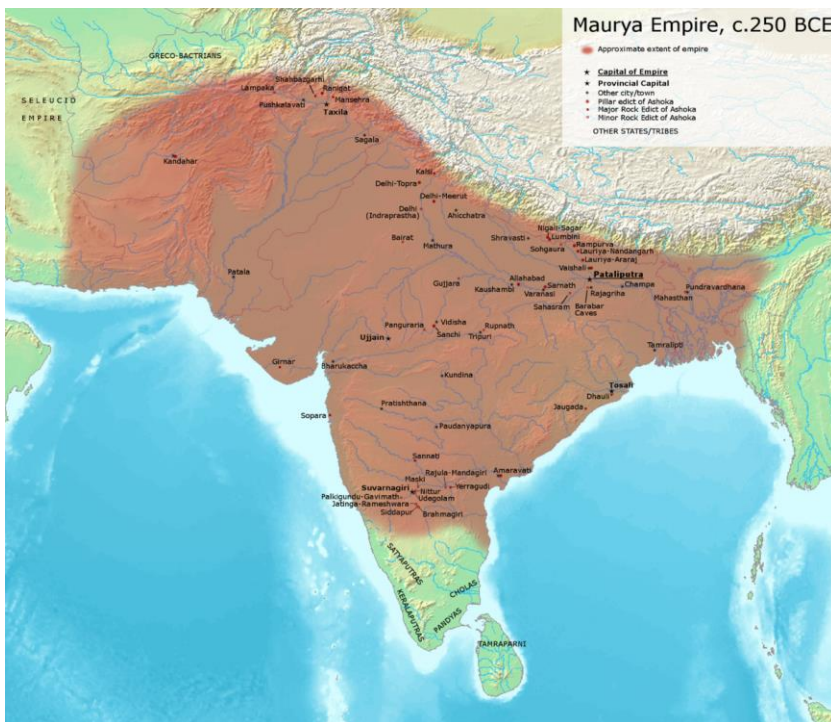 Maurya Empire, c.250 BCE
Approximate extent of empire
Capital of Empire
Provincial Capital
Other city/town
Pillar edict of Ashoka
Major Rock Edict of Ashoka
Minor Rock Edict of Ashoka
OTHER STATES/TRIBES
GRECO-BACTRIANS
SELEUCID
EMPIRE
Shahbazgarhi
Lampaka
Ranigat
Pushkalavati
Mansehra
Taxila
Sagala
Kandahar
Kalsi
Delhi-Topra
Delhi-Meerut
Delhi
(Indraprastha)
Ahicchatra
Bairat
Mathura
Nigali-Sagar
Lumbini
Shravasti
Rampurva
Sohgaura
Lauriya-Nandangarh
Lauriya-Araraj
Vaishali
Pataliputra
Patala
Gujjara
Allahabad
Kaushambi
Sarnath
Varanasi
Rajagriha
Champa
Pundravardhana
Mahasthan
Sahasram
Barabar
Caves
Panguraria
Vidisha
Rupnath
Ujjain
Sanchi
Tripuri
Tamralipti
Girnar
Bharukaccha
Kundina
Tosali
Dhauli
Jaugada
Pratishthana
Sopara
Paudanyapura
Sannati
Rajula-Mandagiri
Amaravati
Maski
Suvarnagiri
Nittur
Yerragudi
Palkigundu-Gavimath
Udegolam
Jatinga-Rameshwara
Siddapur
Brahmagiri
SATYAPUTRAS
CHOLAS
KERALAPUTRAS
PANDYAS
TAMRAPARNI